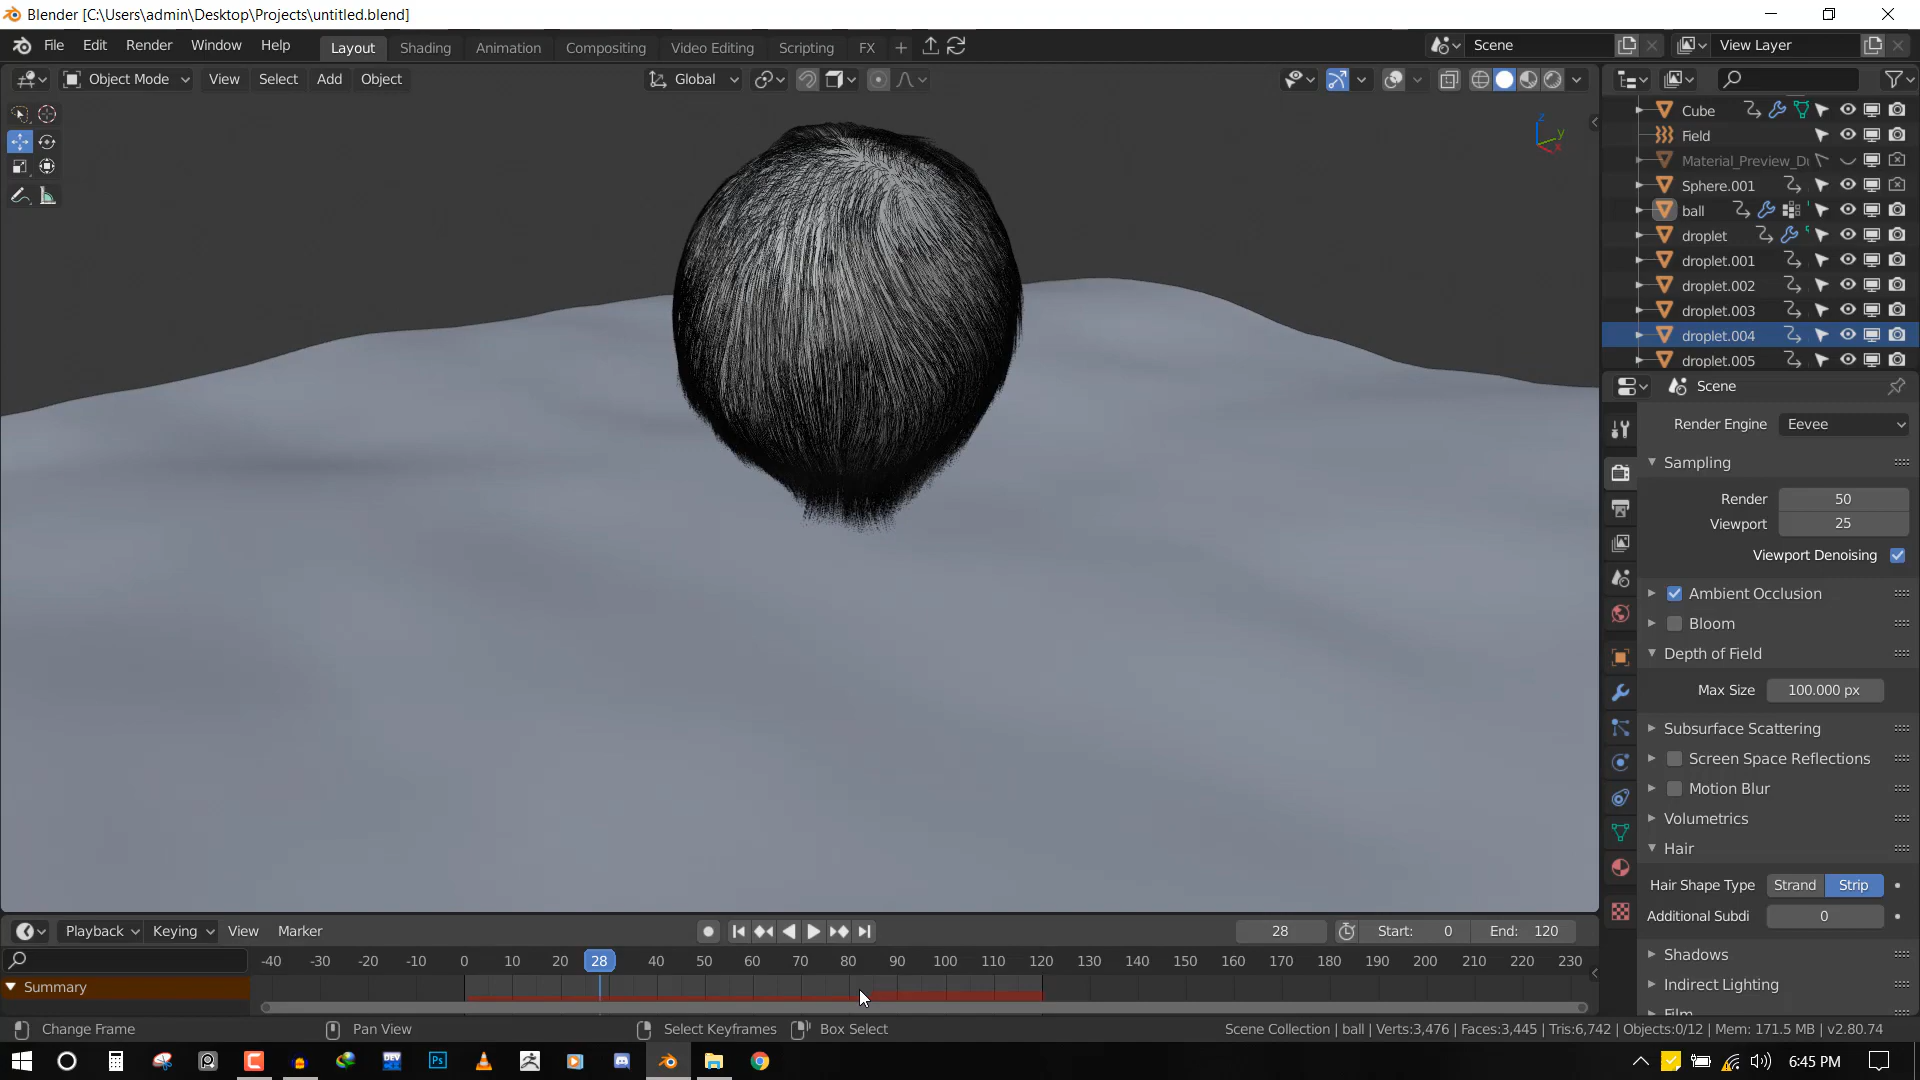 Blender [C:\Users\admin\Desktop\Projects\untitled.blend]
File Edit Render Window Help Layout Shading Animation Compositing Video Editing Scripting FX + Scene View Layer
Object Mode View Select Add Object Global
Cube
Field
Material_Preview_Du
Sphere.001
ball
droplet
droplet.001
droplet.002
droplet.003
droplet.004
droplet.005
Scene
Render Engine Eevee
Sampling
Render 50
Viewport 25
Viewport Denoising
Ambient Occlusion
Bloom
Depth of Field
Max Size 100.000 px
Subsurface Scattering
Screen Space Reflections
Motion Blur
Volumetrics
Hair
Hair Shape Type Strand Strip
Additional Subdi 0
Shadows
Indirect Lighting
Film
Playback Keying View Marker 28 Start: 0 End: 120
-40 -30 -20 -10 0 10 20 28 40 50 60 70 80 90 100 110 120 130 140 150 160 170 180 190 200 210 220 230
Summary
Change Frame Pan View Select Keyframes Box Select Scene Collection | ball | Verts:3,476 | Faces:3,445 | Tris:6,742 | Objects:0/12 | Mem: 171.5 MB | v2.80.74
6:45 PM